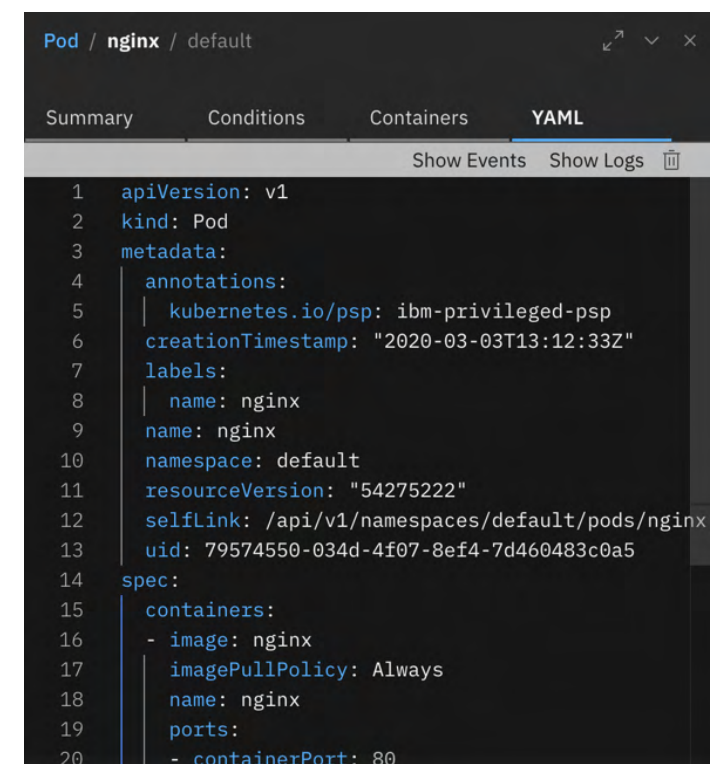 Pod / nginx / default
Summary Conditions Containers YAML
Show Events Show Logs
1 apiVersion: v1
2 kind: Pod
3 metadata:
4   annotations:
5     kubernetes.io/psp: ibm-privileged-psp
6   creationTimestamp: "2020-03-03T13:12:33Z"
7   labels:
8     name: nginx
9   name: nginx
10   namespace: default
11   resourceVersion: "54275222"
12   selfLink: /api/v1/namespaces/default/pods/nginx
13   uid: 79574550-034d-4f07-8ef4-7d460483c0a5
14 spec:
15   containers:
16   - image: nginx
17     imagePullPolicy: Always
18     name: nginx
19     ports:
20     - containerPort: 80